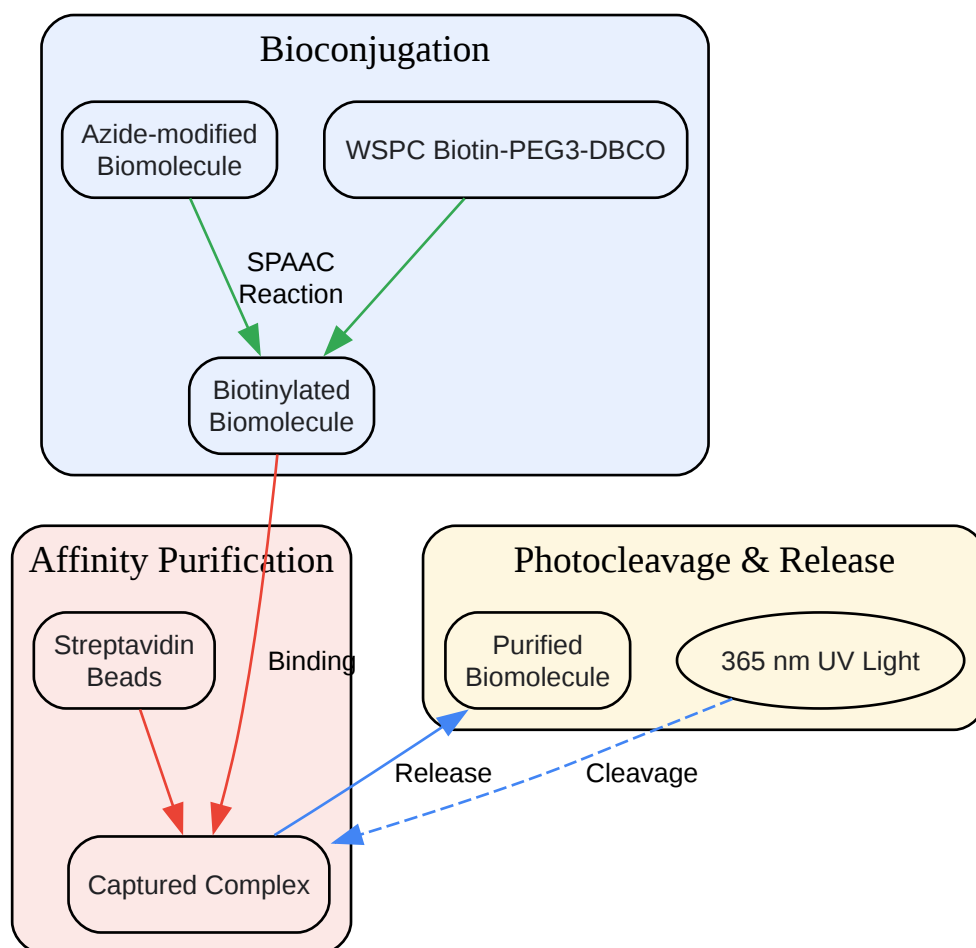 Bioconjugation
Azide-modified
Biomolecule
WSPC Biotin-PEG3-DBCO
SPAAC
Reaction
Biotinylated
Biomolecule
Affinity Purification
Streptavidin
Beads
Binding
Captured Complex
Photocleavage & Release
Purified
Biomolecule
365 nm UV Light
Release
Cleavage